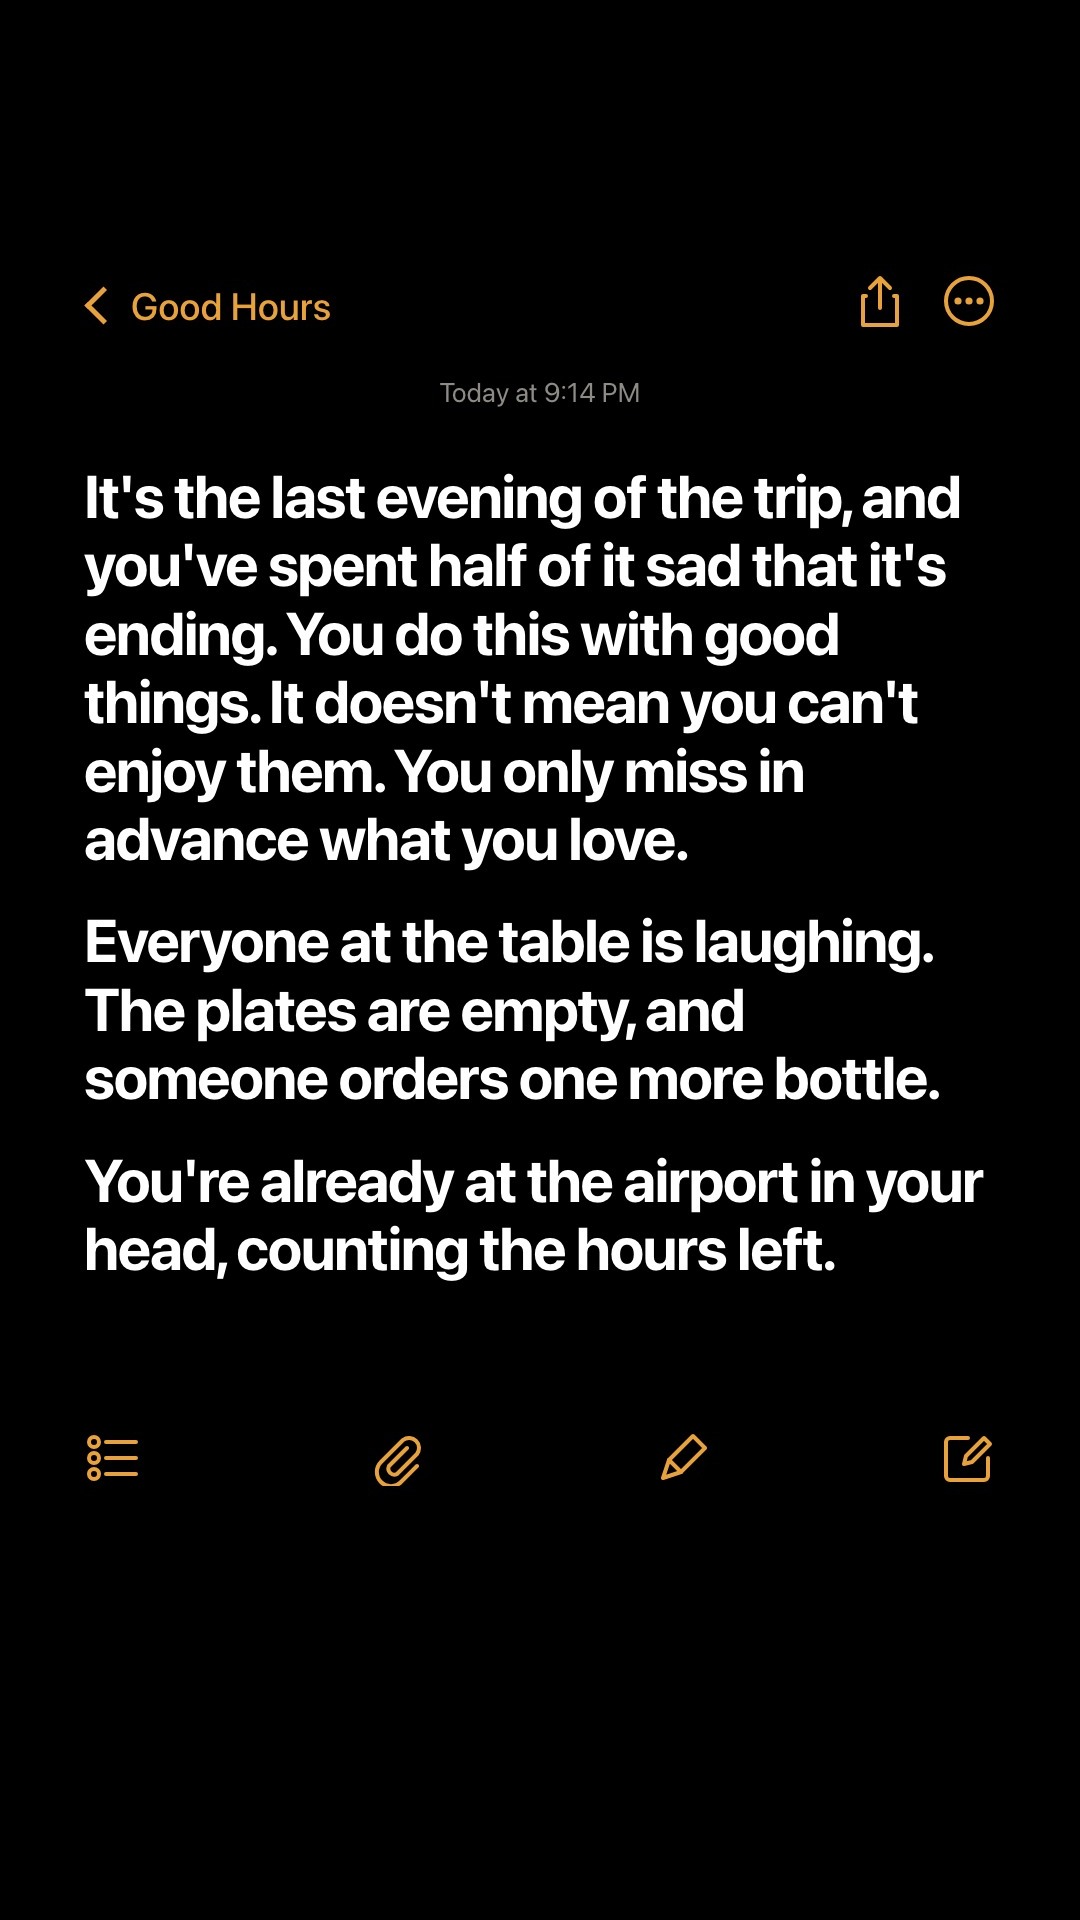 Good Hours
Today at 9:14 PM
It's the last evening of the trip, and
you've spent half of it sad that it's
ending. You do this with good
things. It doesn't mean you can't
enjoy them. You only miss in
advance what you love.
Everyone at the table is laughing.
The plates are empty, and
someone orders one more bottle.
You're already at the airport in your
head, counting the hours left.